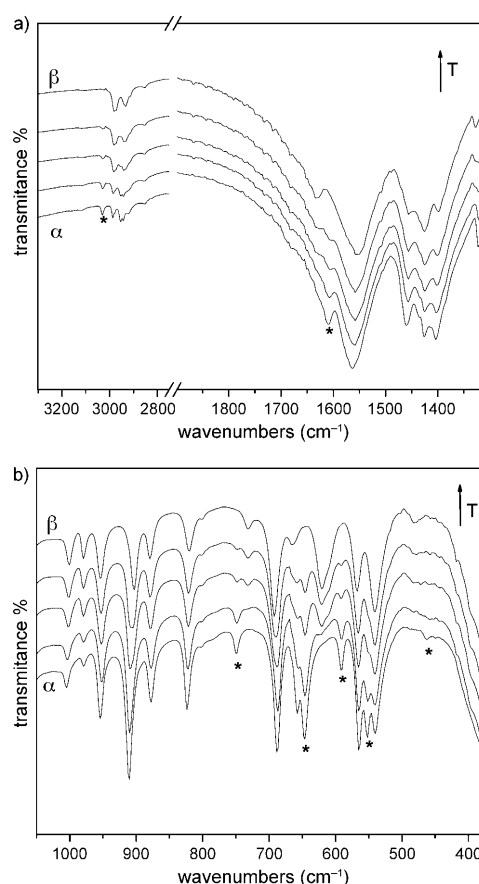 a)
β
T
α
*
*
transmitance %
3200 3000 2800 1800 1700 1600 1500 1400
wavenumbers (cm⁻¹)
b)
β
T
α
*
*
*
*
*
transmitance %
1000 900 800 700 600 500 400
wavenumbers (cm⁻¹)